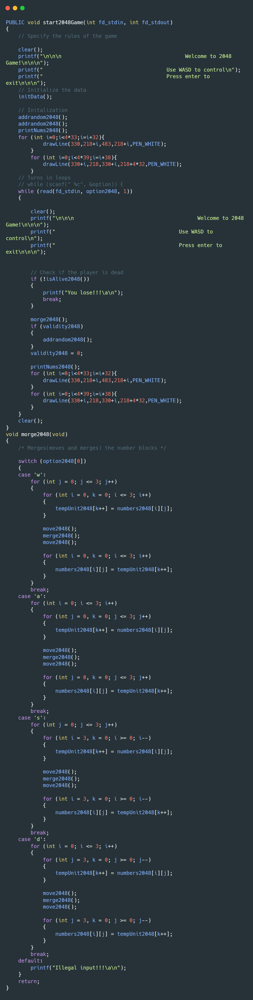 PUBLIC void start2048Game(int fd_stdin, int fd_stdout)
{
    // Specify the rules of the game

    clear();
    printf("\n\n\n                                        Welcome to 2048
Game!\n\n\n");
    printf("                                        Use WASD to control\n");
    printf("                                        Press enter to
exit\n\n\n");
    // Initialize the data
    initData();

    // Initalization
    addrandom2048();
    addrandom2048();
    printNums2048();
    for (int i=0;i<4*33;i=i+32){
            drawLine(330,218+i,483,218+i,PEN_WHITE);
        }
        for (int i=0;i<4*39;i=i+38){
            drawLine(330+i,218,330+i,218+4*32,PEN_WHITE);
        }
    // Turns in loops
    // while (scanf(" %c", &option)) {
    while (read(fd_stdin, option2048, 1))
    {

        clear();
        printf("\n\n\n                                        Welcome to 2048
Game!\n\n\n");
        printf("                                        Use WASD to
control\n");
        printf("                                        Press enter to
exit\n\n\n");


        // Check if the player is dead
        if (!isAlive2048())
        {
            printf("You lose!!!\a\n");
            break;
        }

        morge2048();
        if (validity2048)
        {
            addrandom2048();
        }
        validity2048 = 0;

        printNums2048();
        for (int i=0;i<4*33;i=i+32){
            drawLine(330,218+i,483,218+i,PEN_WHITE);
        }
        for (int i=0;i<4*39;i=i+38){
            drawLine(330+i,218,330+i,218+4*32,PEN_WHITE);
        }
    }
    clear();
}
void morge2048(void)
{
    /* Morges(moves and merges) the number blocks */

    switch (option2048[0])
    {
    case 'w':
        for (int j = 0; j <= 3; j++)
        {
            for (int i = 0, k = 0; i <= 3; i++)
            {
                tempUnit2048[k++] = numbers2048[i][j];
            }

            move2048();
            merge2048();
            move2048();

            for (int i = 0, k = 0; i <= 3; i++)
            {
                numbers2048[i][j] = tempUnit2048[k++];
            }
        }
        break;
    case 'a':
        for (int i = 0; i <= 3; i++)
        {
            for (int j = 0, k = 0; j <= 3; j++)
            {
                tempUnit2048[k++] = numbers2048[i][j];
            }

            move2048();
            merge2048();
            move2048();

            for (int j = 0, k = 0; j <= 3; j++)
            {
                numbers2048[i][j] = tempUnit2048[k++];
            }
        }
        break;
    case 's':
        for (int j = 0; j <= 3; j++)
        {
            for (int i = 3, k = 0; i >= 0; i--)
            {
                tempUnit2048[k++] = numbers2048[i][j];
            }

            move2048();
            merge2048();
            move2048();

            for (int i = 3, k = 0; i >= 0; i--)
            {
                numbers2048[i][j] = tempUnit2048[k++];
            }
        }
        break;
    case 'd':
        for (int i = 0; i <= 3; i++)
        {
            for (int j = 3, k = 0; j >= 0; j--)
            {
                tempUnit2048[k++] = numbers2048[i][j];
            }

            move2048();
            merge2048();
            move2048();

            for (int j = 3, k = 0; j >= 0; j--)
            {
                numbers2048[i][j] = tempUnit2048[k++];
            }
        }
        break;
    default:
        printf("Illegal input!!!\a\n");
    }
    return;
}